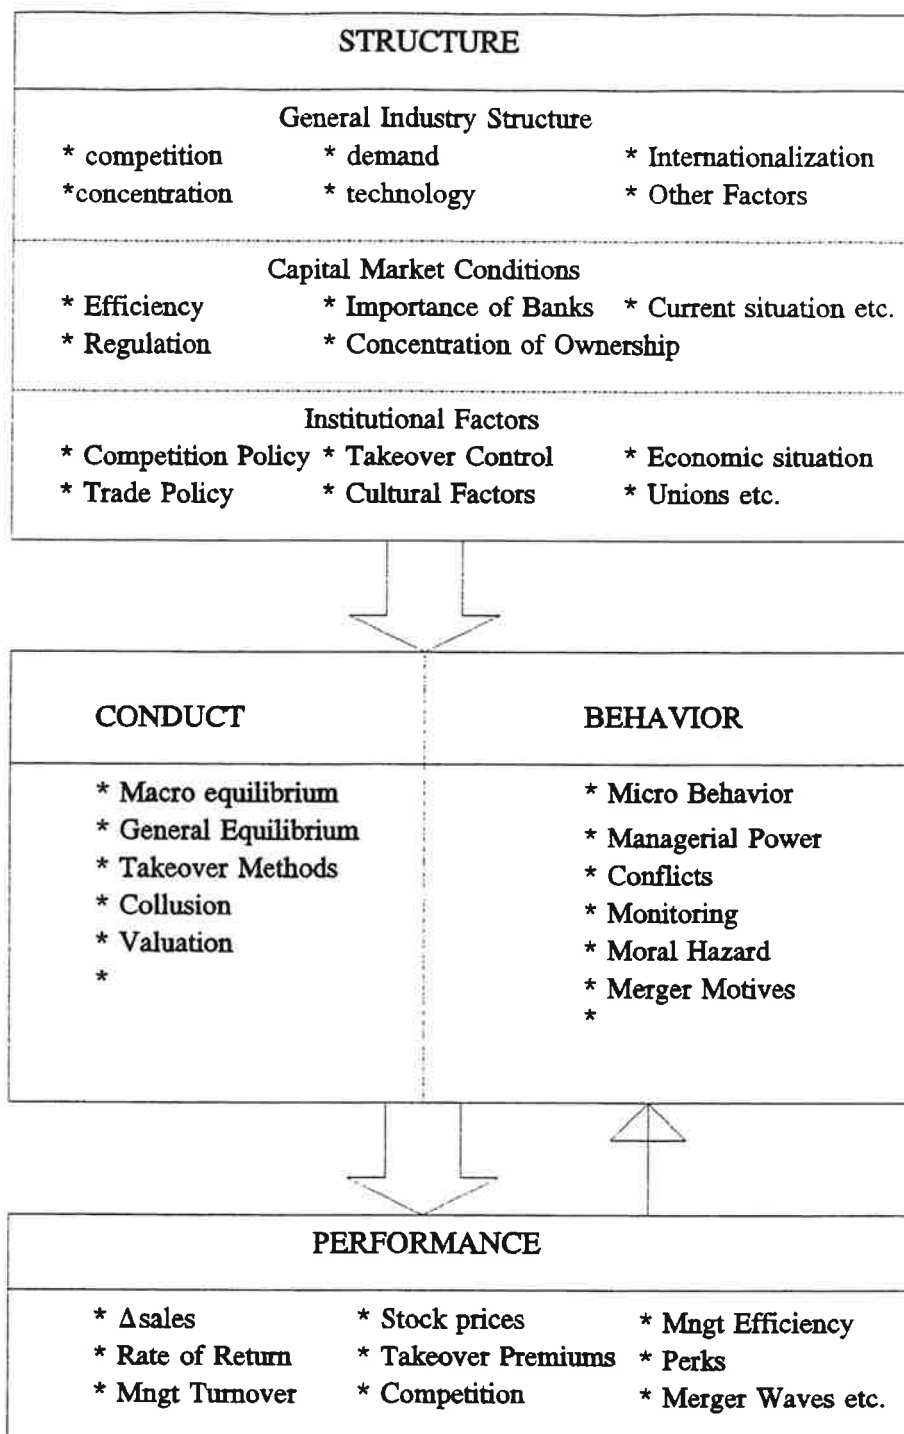 STRUCTURE
General Industry Structure
* competition * demand * Internationalization
*concentration * technology * Other Factors
Capital Market Conditions
* Efficiency * Importance of Banks * Current situation etc.
* Regulation * Concentration of Ownership
Institutional Factors
* Competition Policy * Takeover Control * Economic situation
* Trade Policy * Cultural Factors * Unions etc.
CONDUCT
* Macro equilibrium
* General Equilibrium
* Takeover Methods
* Collusion
* Valuation
*
BEHAVIOR
* Micro Behavior
* Managerial Power
* Conflicts
* Monitoring
* Moral Hazard
* Merger Motives
*
PERFORMANCE
* Δsales * Stock prices * Mngt Efficiency
* Rate of Return * Takeover Premiums * Perks
* Mngt Turnover * Competition * Merger Waves etc.